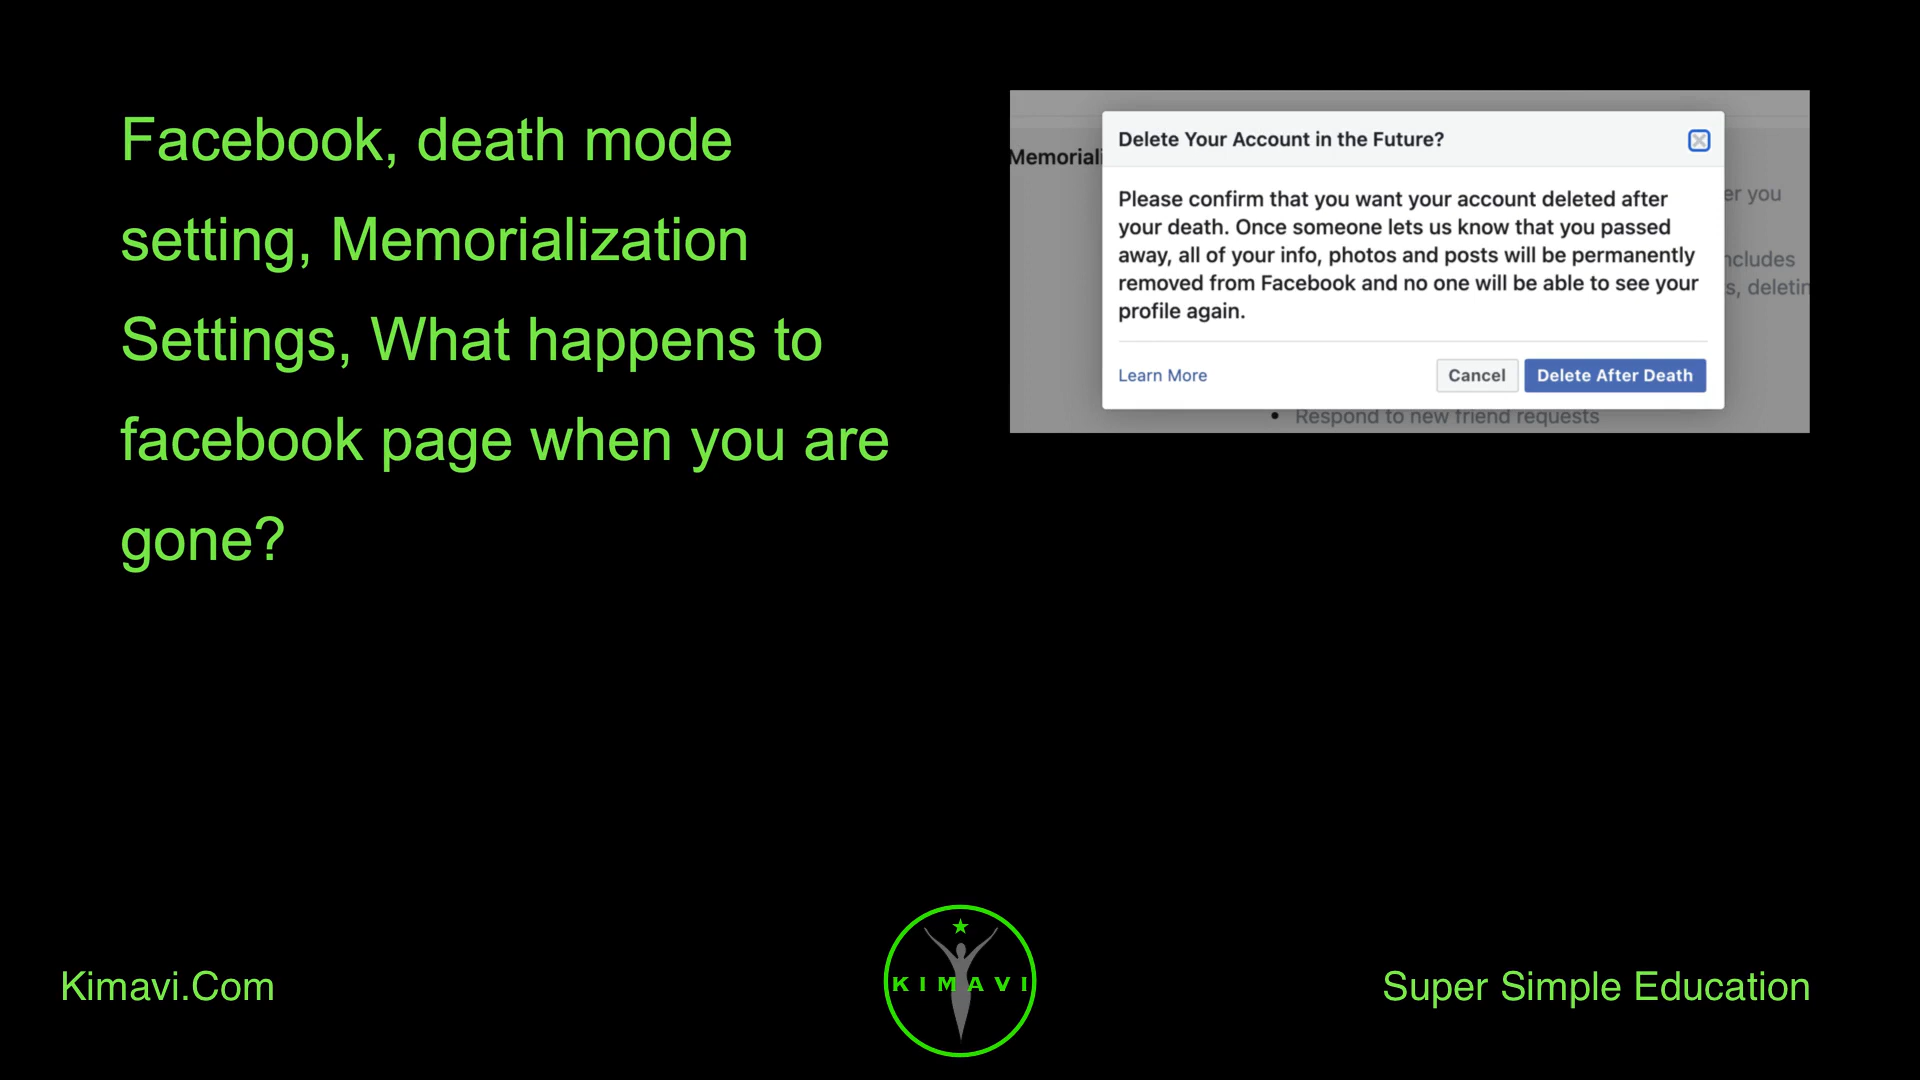 Facebook, death mode
setting, Memorialization
Settings, What happens to
facebook page when you are
gone?
Delete Your Account in the Future?
Memoriali
Please confirm that you want your account deleted after
your death. Once someone lets us know that you passed
away, all of your info, photos and posts will be permanently
removed from Facebook and no one will be able to see your
profile again.
er you
ncludes
s, deletin
Learn More
Cancel
Delete After Death
Respond to new friend requests
Kimavi.Com
KIMAVI
Super Simple Education